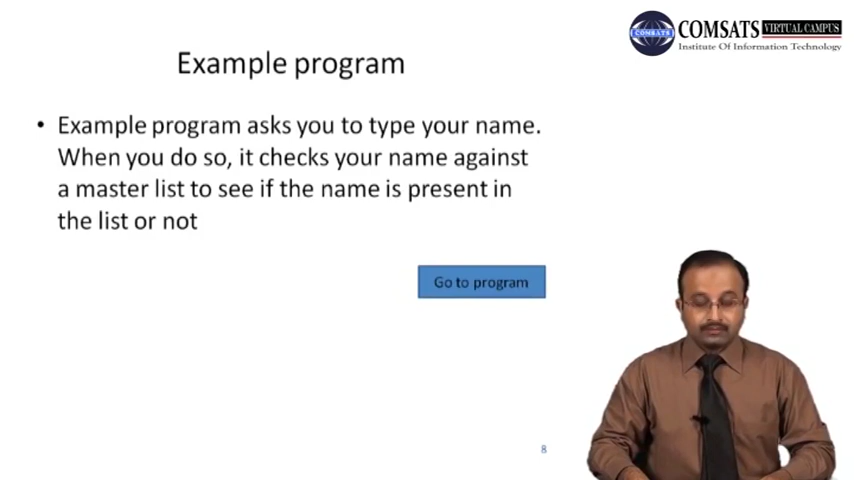 COMSATS VIRTUAL CAMPUS
COMSATS
Institute Of Information Technology
Example program
• Example program asks you to type your name.
When you do so, it checks your name against
a master list to see if the name is present in
the list or not
Go to program
8